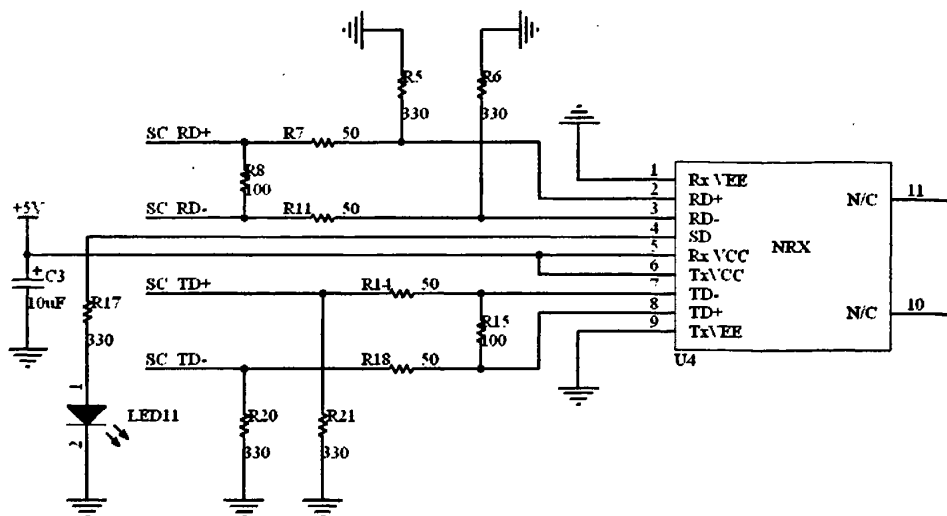 R5
330
R6
330
SC RD+
R7
50
R8
100
SC RD-
R11
50
+5V
+
C3
10uF
R17
330
SC TD+
R14
50
R15
100
SC TD-
R18
50
R20
330
R21
330
1
2
LED11
1
2
3
4
5
6
7
8
9
Rx VEE
RD+
RD-
SD
Rx VCC
TxVCC
TD-
TD+
TxVEE
NRX
N/C
11
N/C
10
U4